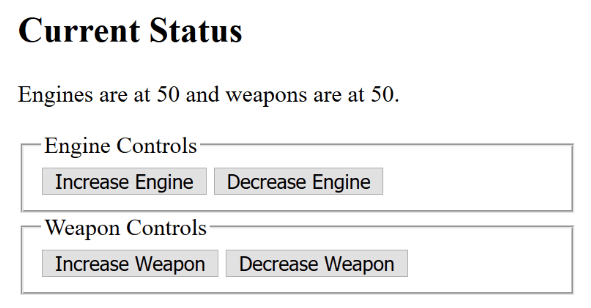 Current Status
Engines are at 50 and weapons are at 50.
Engine Controls
Increase Engine Decrease Engine
Weapon Controls
Increase Weapon Decrease Weapon